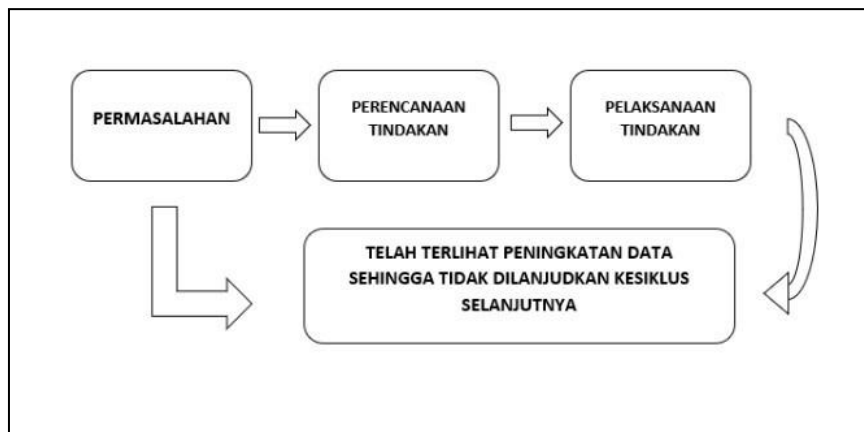 PERMASALAHAN
PERENCANAAN
TINDAKAN
PELAKSANAAN
TINDAKAN
TELAH TERLIHAT PENINGKATAN DATA
SEHINGGA TIDAK DILANJUDKAN KESIKLUS
SELANJUTNYA